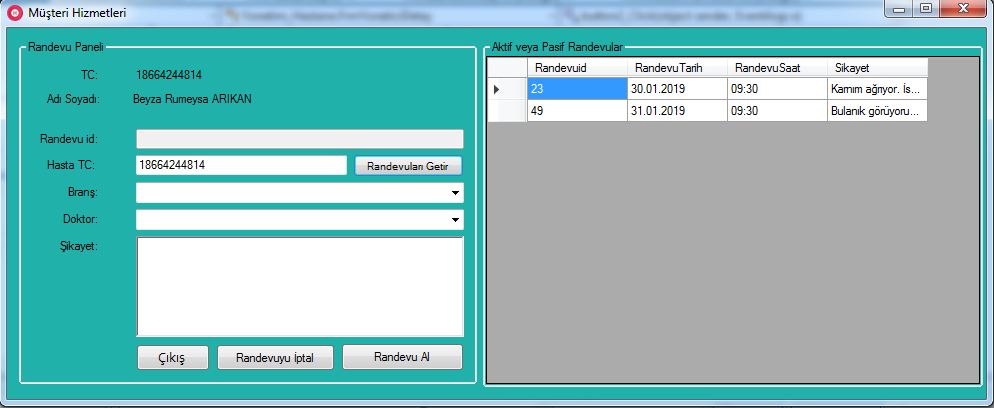 Müşteri Hizmetleri
Randevu Paneli
TC: 18664244814
Adı Soyadı: Beyza Rumeysa ARIKAN
Randevu id:
Hasta TC: 18664244814 Randevuları Getir
Branş:
Doktor:
Şikayet:
Çıkış Randevuyu İptal Randevu Al
Aktif veya Pasif Randevular
Randevuid RandevuTarih RandevuSaat Sikayet
23 30.01.2019 09:30 Karnım ağrıyor. İs...
49 31.01.2019 09:30 Bulanık görüyoru...